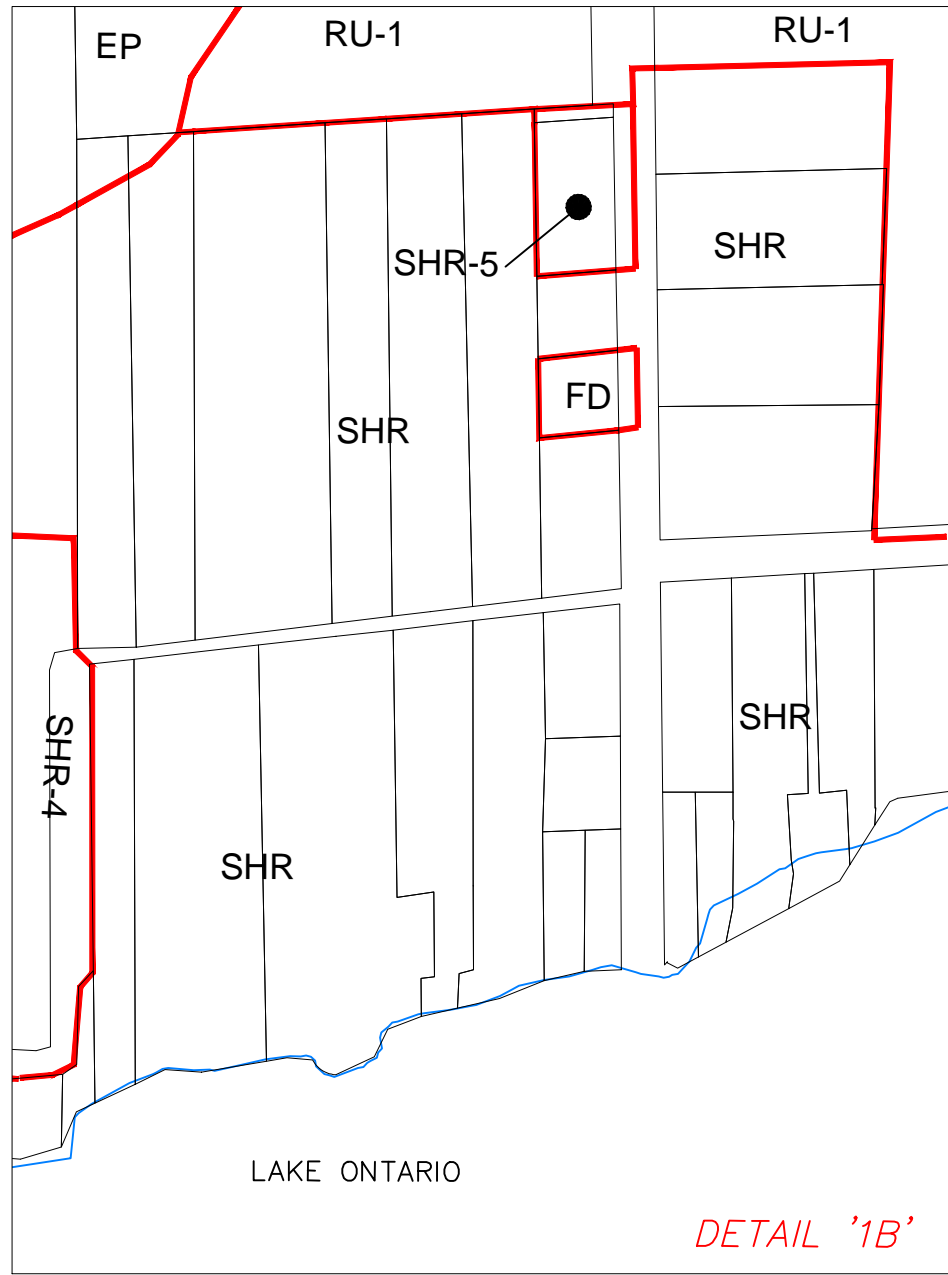 EP
RU-1
RU-1
SHR-5
SHR
SHR
FD
SHR-4
SHR
SHR
LAKE ONTARIO
DETAIL '1B'